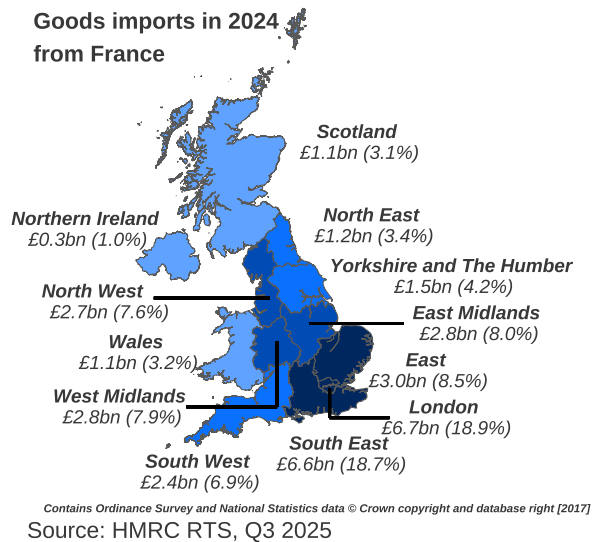 Goods imports in 2024
from France
Scotland
£1.1bn (3.1%)
Northern Ireland
£0.3bn (1.0%)
North East
£1.2bn (3.4%)
Yorkshire and The Humber
£1.5bn (4.2%)
North West
£2.7bn (7.6%)
East Midlands
£2.8bn (8.0%)
Wales
£1.1bn (3.2%)
East
£3.0bn (8.5%)
West Midlands
£2.8bn (7.9%)
London
£6.7bn (18.9%)
South East
£6.6bn (18.7%)
South West
£2.4bn (6.9%)
Contains Ordinance Survey and National Statistics data © Crown copyright and database right [2017]
Source: HMRC RTS, Q3 2025